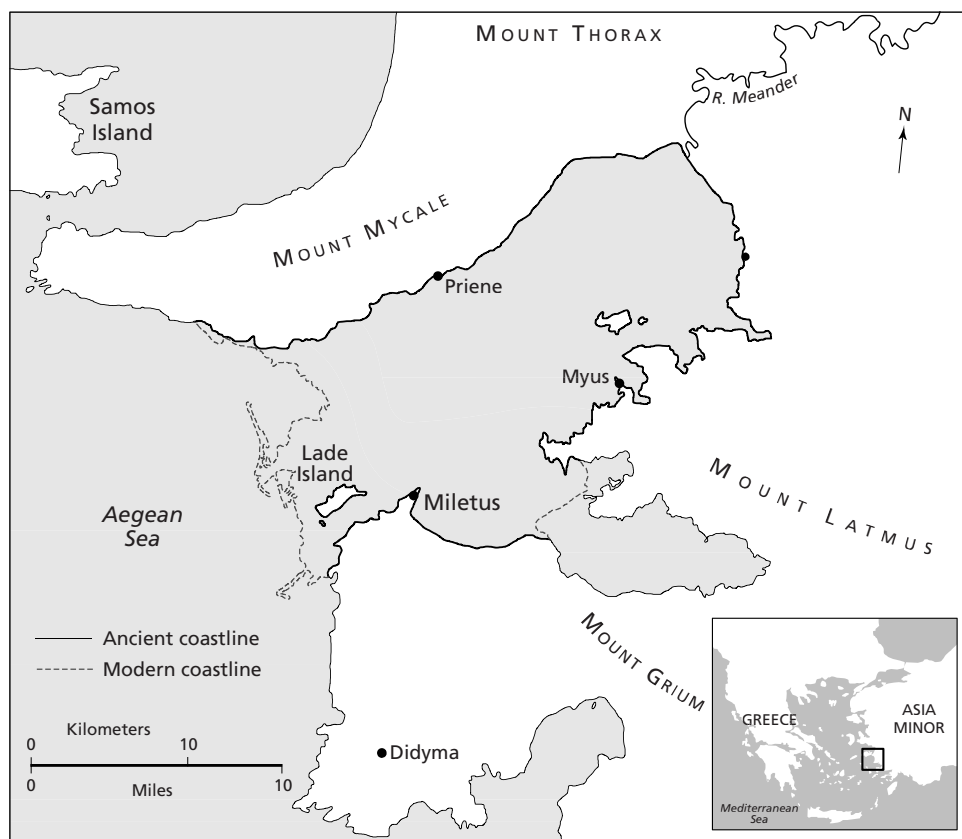 MOUNT THORAX
R. Meander
N
Samos
Island
MOUNT MYCALE
Priene
Myus
Lade
Island
Miletus
MOUNT LATMUS
Aegean
Sea
Ancient coastline
Modern coastline
MOUNT GRIUM
Kilometers
0 10
0 10
Miles
Didyma
GREECE
ASIA
MINOR
Mediterranean
Sea